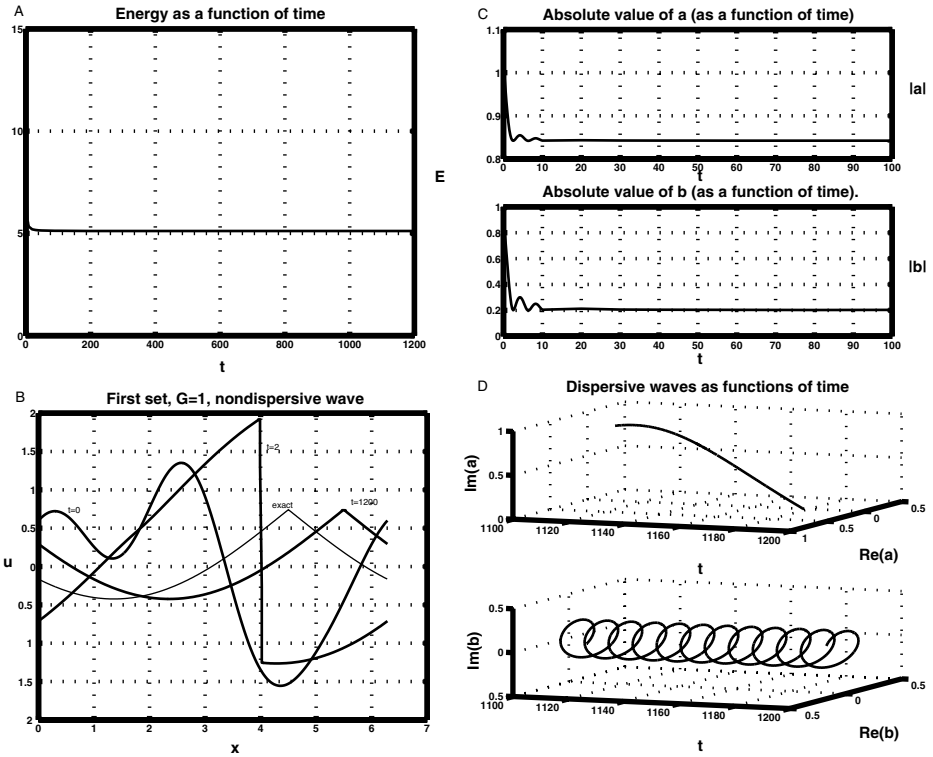 A
Energy as a function of time
15
10
5
0
0 200 400 600 800 1000 1200
t
E
B
First set, G=1, nondispersive wave
2
1.5
1
0.5
0
0.5
1
1.5
2
0 1 2 3 4 5 6 7
x
u
t=0
t=2
exact
t=1200
C
Absolute value of a (as a function of time)
1.1
1
0.9
0.8
0 10 20 30 40 50 60 70 80 90 100
t
|a|
Absolute value of b (as a function of time).
1
0.8
0.6
0.4
0.2
0
0 10 20 30 40 50 60 70 80 90 100
t
|b|
D
Dispersive waves as functions of time
1
0.5
0
Im(a)
1100 1120 1140 1160 1180 1200
t
1 0.5 0 0.5
Re(a)
0.5
0
0.5
Im(b)
1100 1120 1140 1160 1180 1200
t
0.5 0 0.5
Re(b)